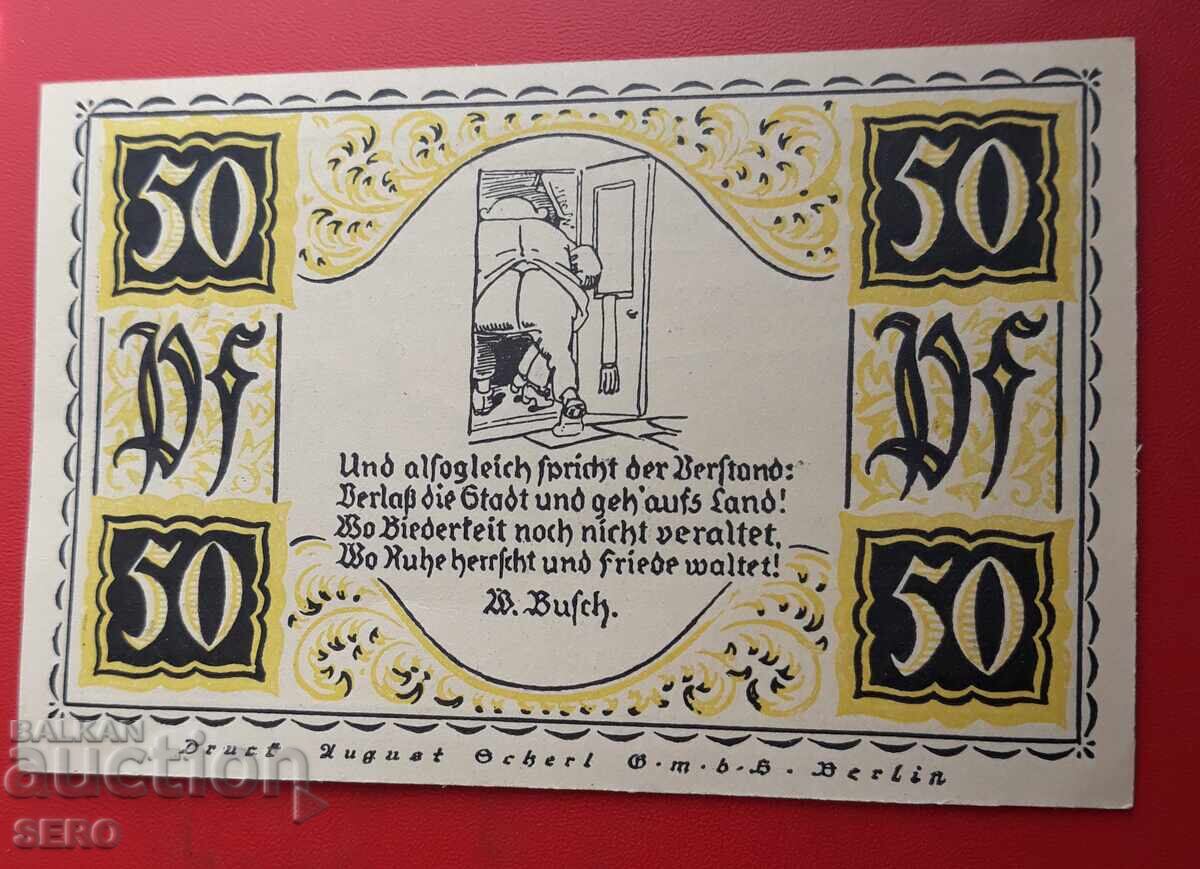 50 50
Pf Pf
Und alsogleich spricht der Verstand:
Verlaß die Stadt und geh' aufs Land!
Wo Biederkeit noch nicht veraltet,
Wo Ruhe herrscht und Friede waltet!
W. Busch.
50 50
Druck August Scherl G.m.b.H. Berlin
BALKAN
auction
SERO